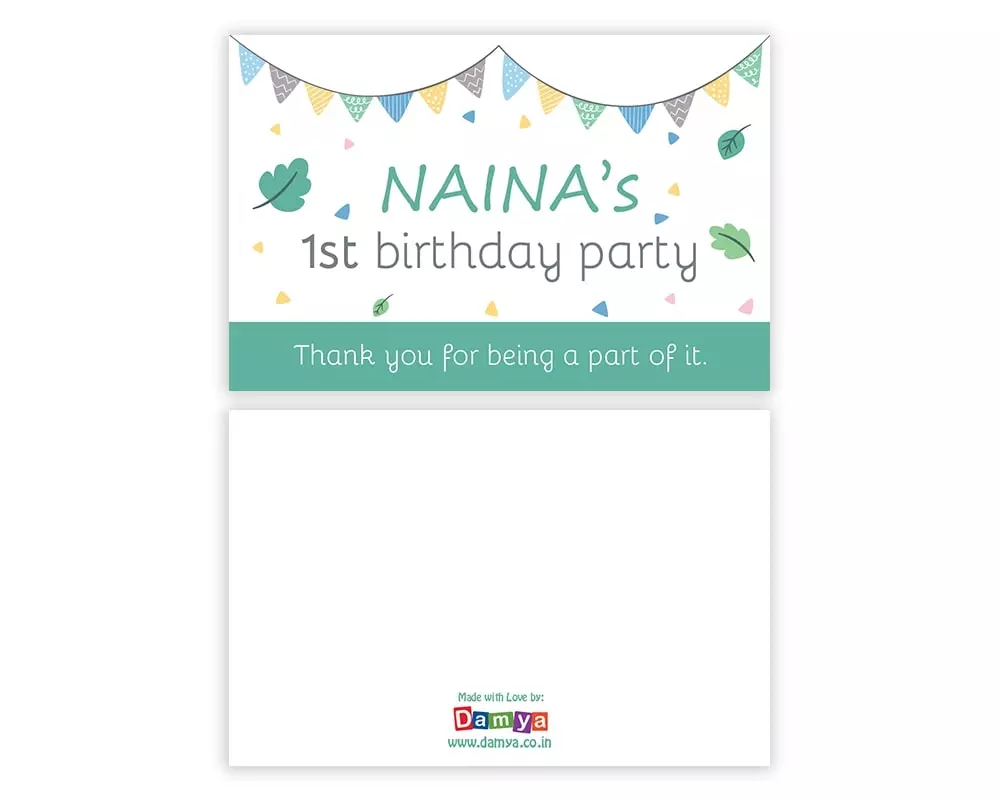 NAINA's
1st birthday party
Thank you for being a part of it.
Made with Love by:
Damya
www.damya.co.in